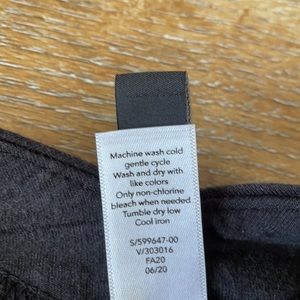 Machine wash cold
gentle cycle
Wash and dry with
like colors
Only non-chlorine
bleach when needed
Tumble dry low
Cool iron
S/599647-00
V/303016
FA20
06/20